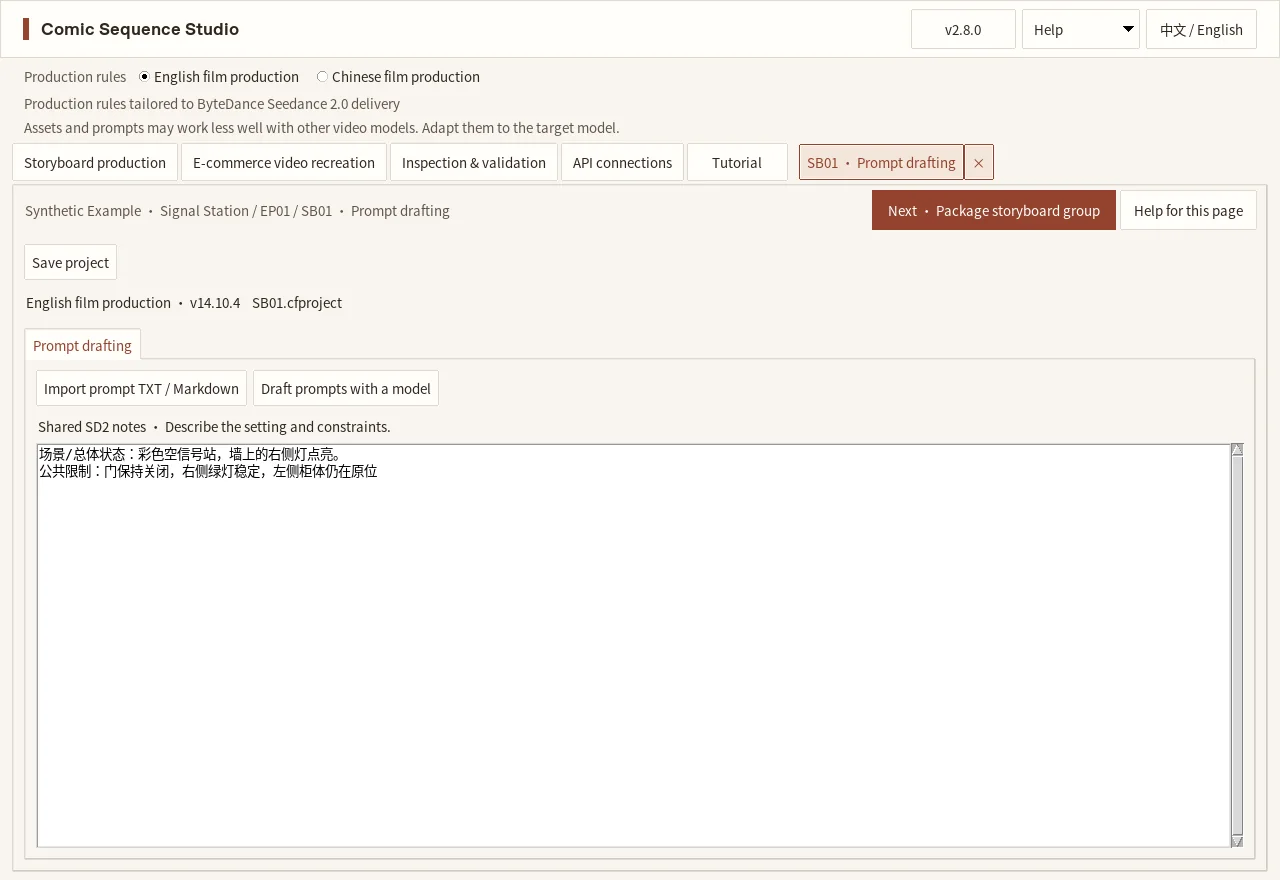 Comic Sequence Studio
v2.8.0
Help
中文 / English
Production rules
English film production
Chinese film production
Production rules tailored to ByteDance Seedance 2.0 delivery
Assets and prompts may work less well with other video models. Adapt them to the target model.
Storyboard production
E-commerce video recreation
Inspection & validation
API connections
Tutorial
SB01 · Prompt drafting
×
Synthetic Example · Signal Station / EP01 / SB01 · Prompt drafting
Next · Package storyboard group
Help for this page
Save project
English film production · v14.10.4 SB01.cfproject
Prompt drafting
Import prompt TXT / Markdown
Draft prompts with a model
Shared SD2 notes · Describe the setting and constraints.
场景/总体状态：彩色空信号站，墙上的右侧灯点亮。
公共限制：门保持关闭，右侧绿灯稳定，左侧柜体仍在原位